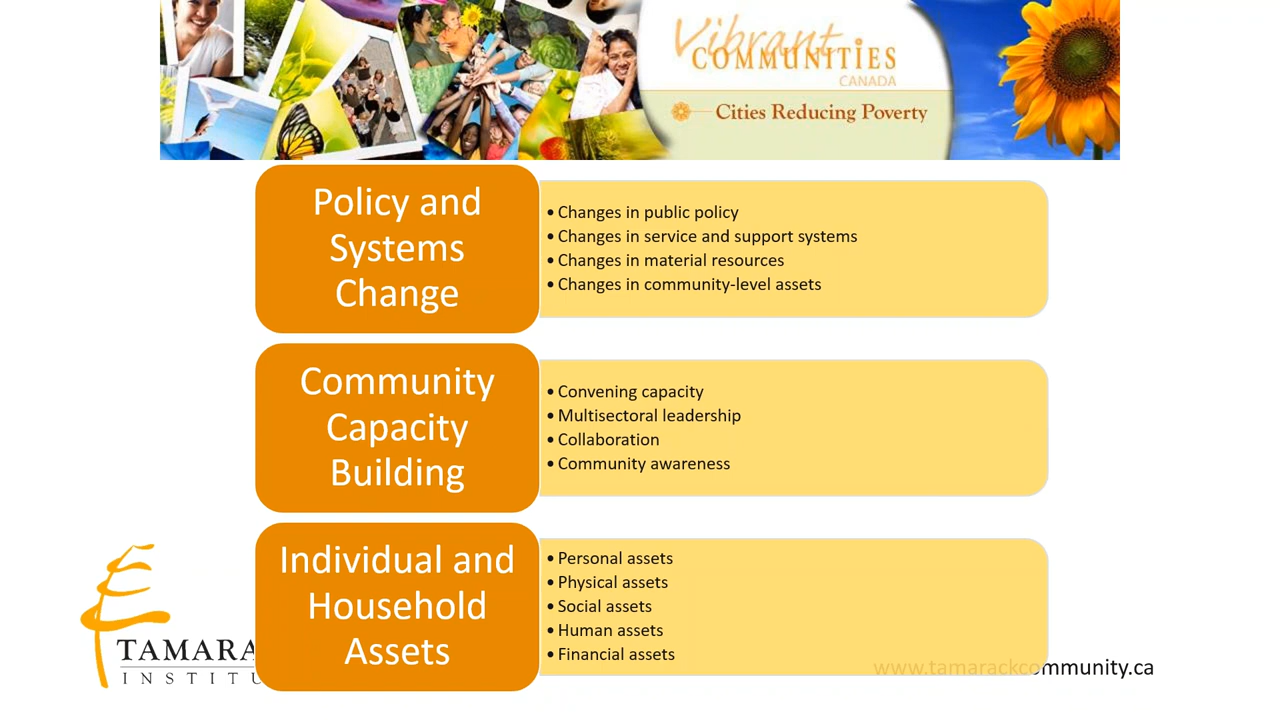 Vibrant
COMMUNITIES
CANADA
Cities Reducing Poverty
Policy and
Systems
Change
• Changes in public policy
• Changes in service and support systems
• Changes in material resources
• Changes in community-level assets
Community
Capacity
Building
• Convening capacity
• Multisectoral leadership
• Collaboration
• Community awareness
Individual and
Household
Assets
• Personal assets
• Physical assets
• Social assets
• Human assets
• Financial assets
TAMARA
INSTITU
www.tamarackcommunity.ca